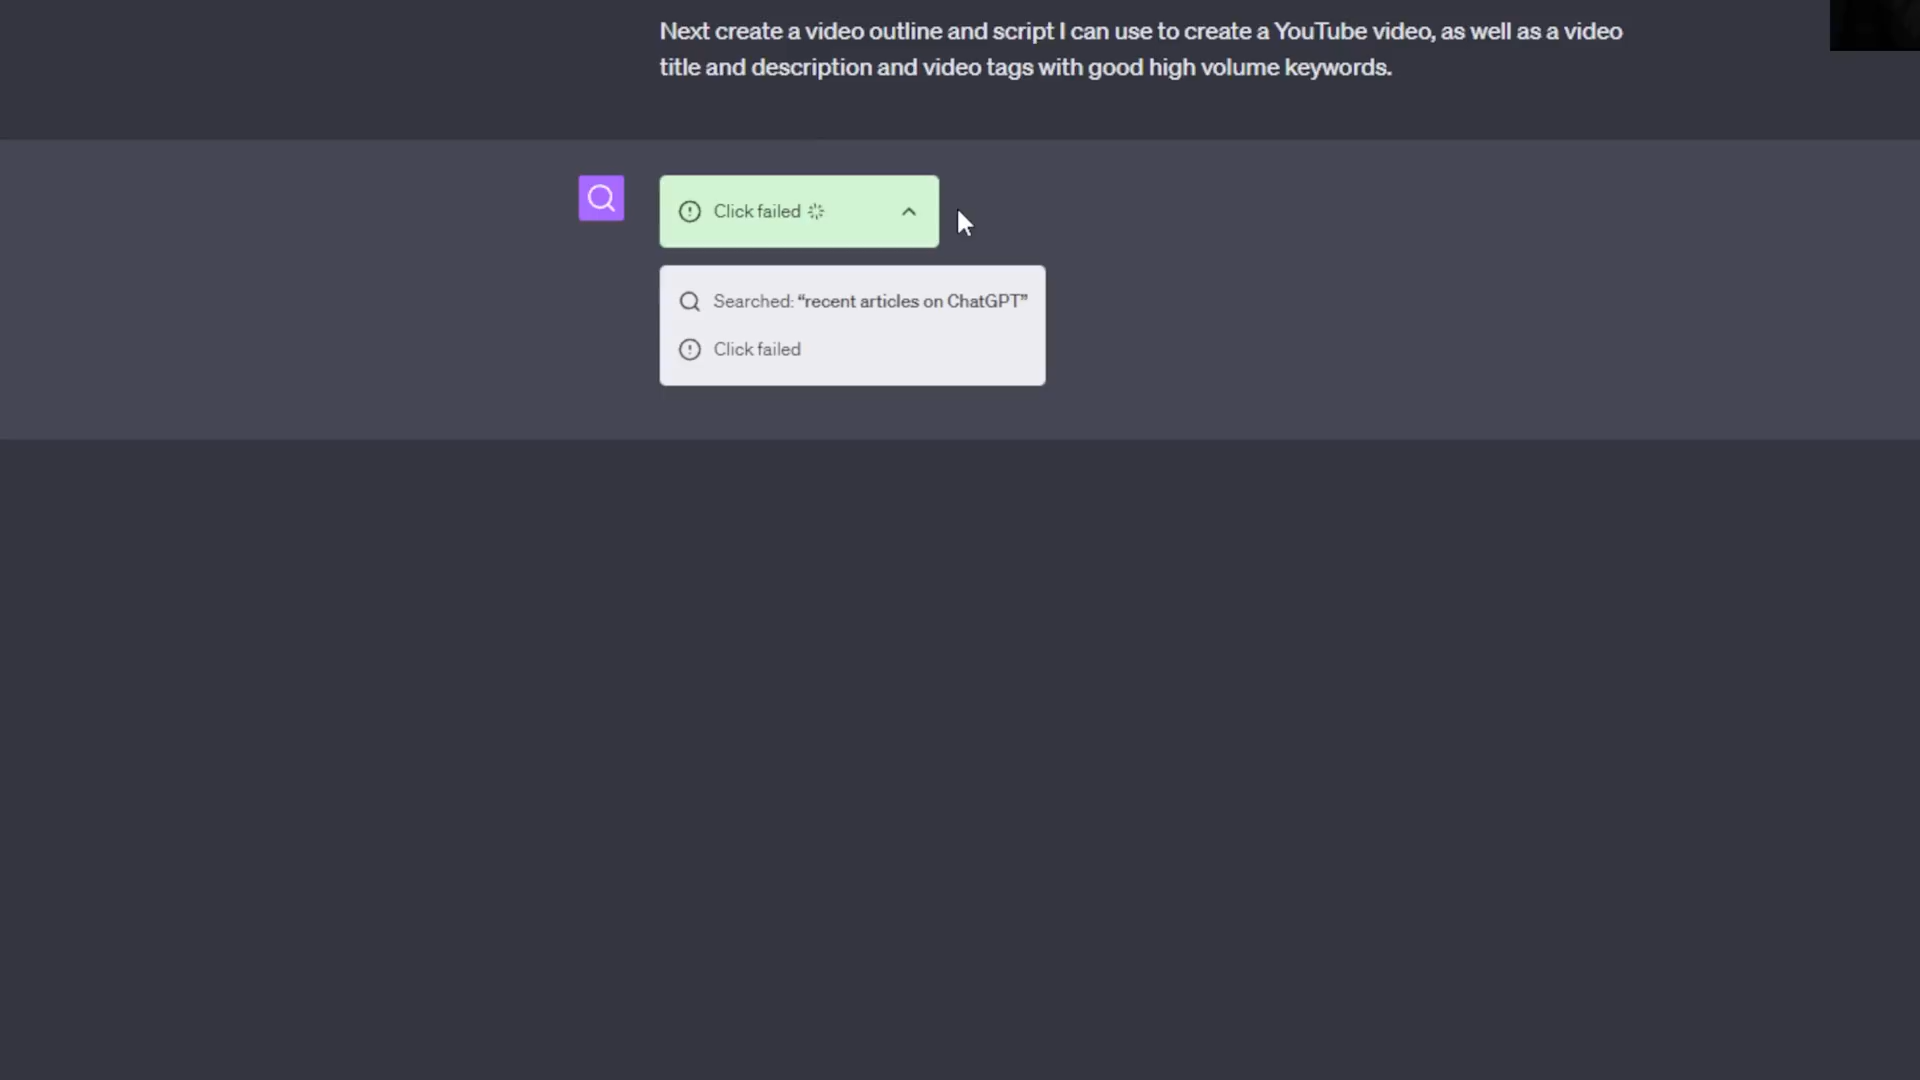 Next create a video outline and script I can use to create a YouTube video, as well as a video
title and description and video tags with good high volume keywords.
Click failed
Searched: “recent articles on ChatGPT”
Click failed